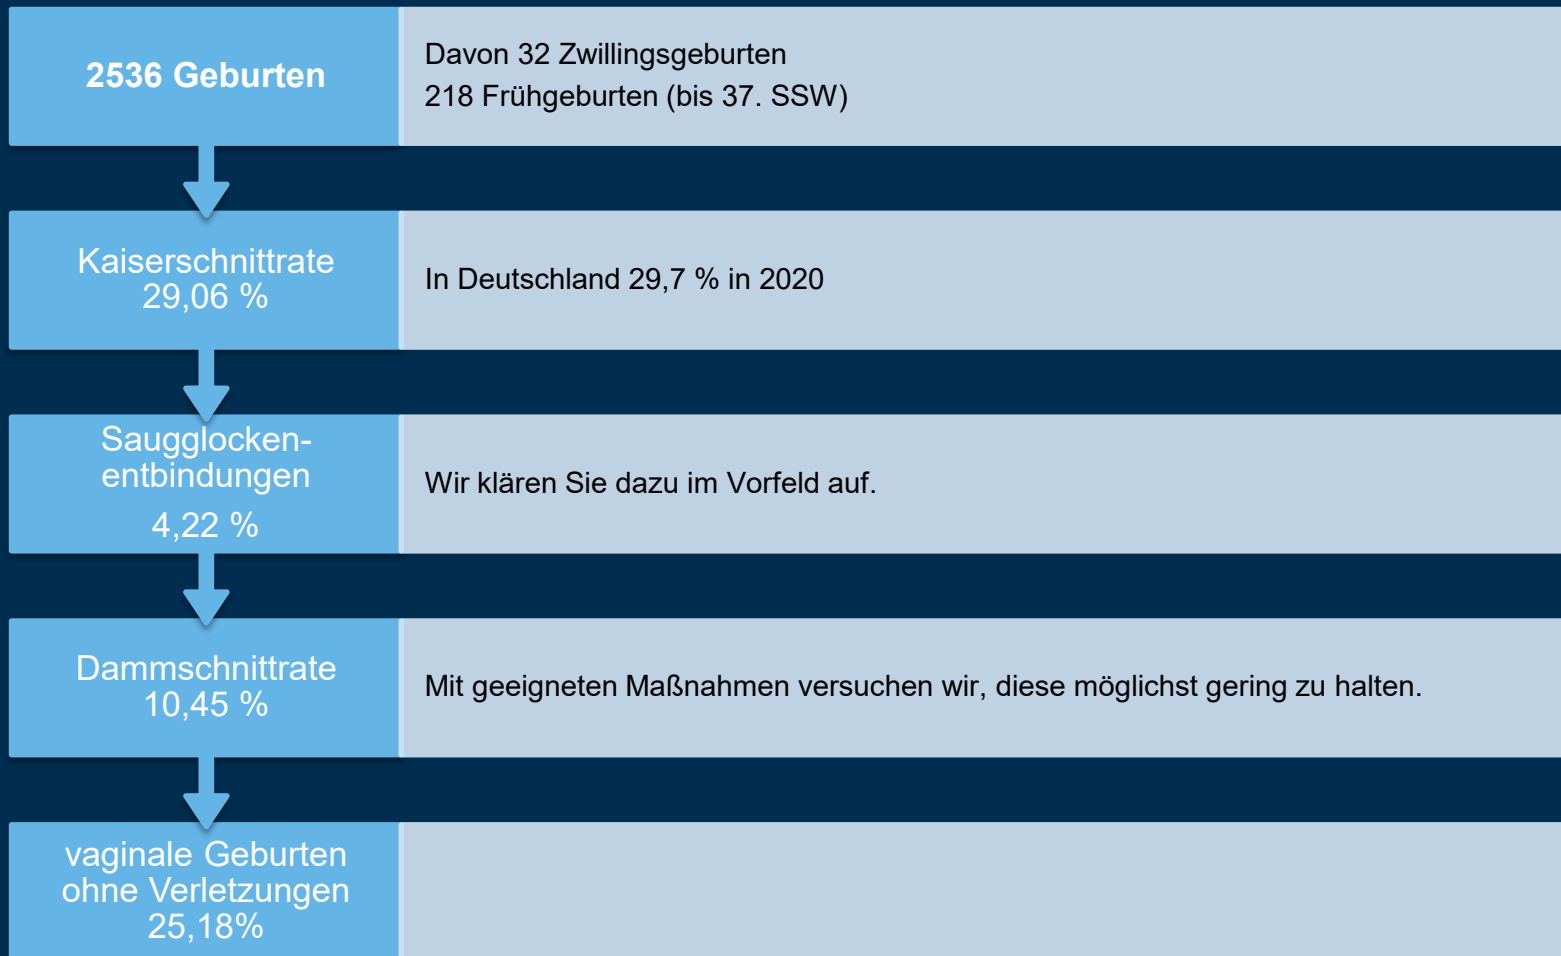 2536 Geburten
Davon 32 Zwillingsgeburten
218 Frühgeburten (bis 37. SSW)
Kaiserschnittrate
29,06 %
In Deutschland 29,7 % in 2020
Saugglocken-
entbindungen
4,22 %
Wir klären Sie dazu im Vorfeld auf.
Dammschnittrate
10,45 %
Mit geeigneten Maßnahmen versuchen wir, diese möglichst gering zu halten.
vaginale Geburten
ohne Verletzungen
25,18%